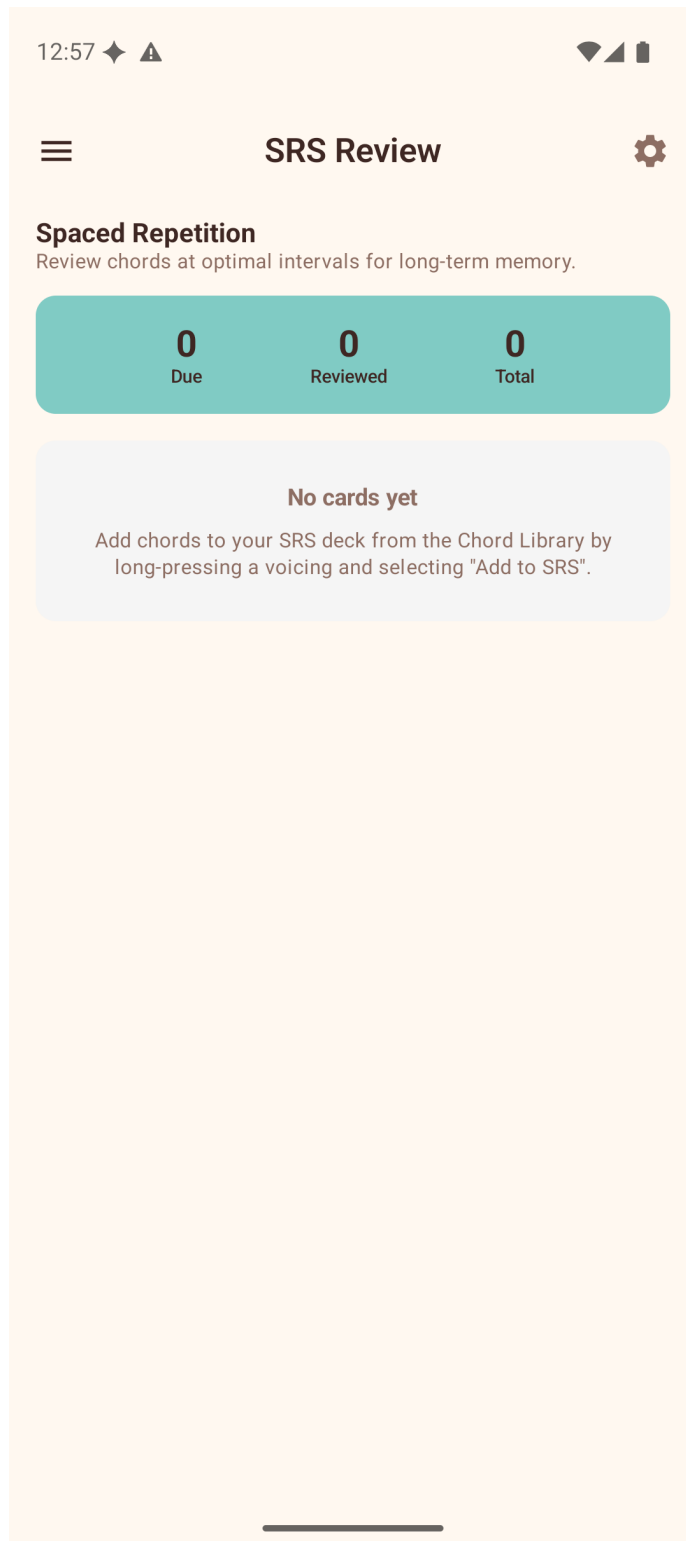 12:57
SRS Review
Spaced Repetition
Review chords at optimal intervals for long-term memory.
0 0 0
Due Reviewed Total
No cards yet
Add chords to your SRS deck from the Chord Library by
long-pressing a voicing and selecting "Add to SRS".